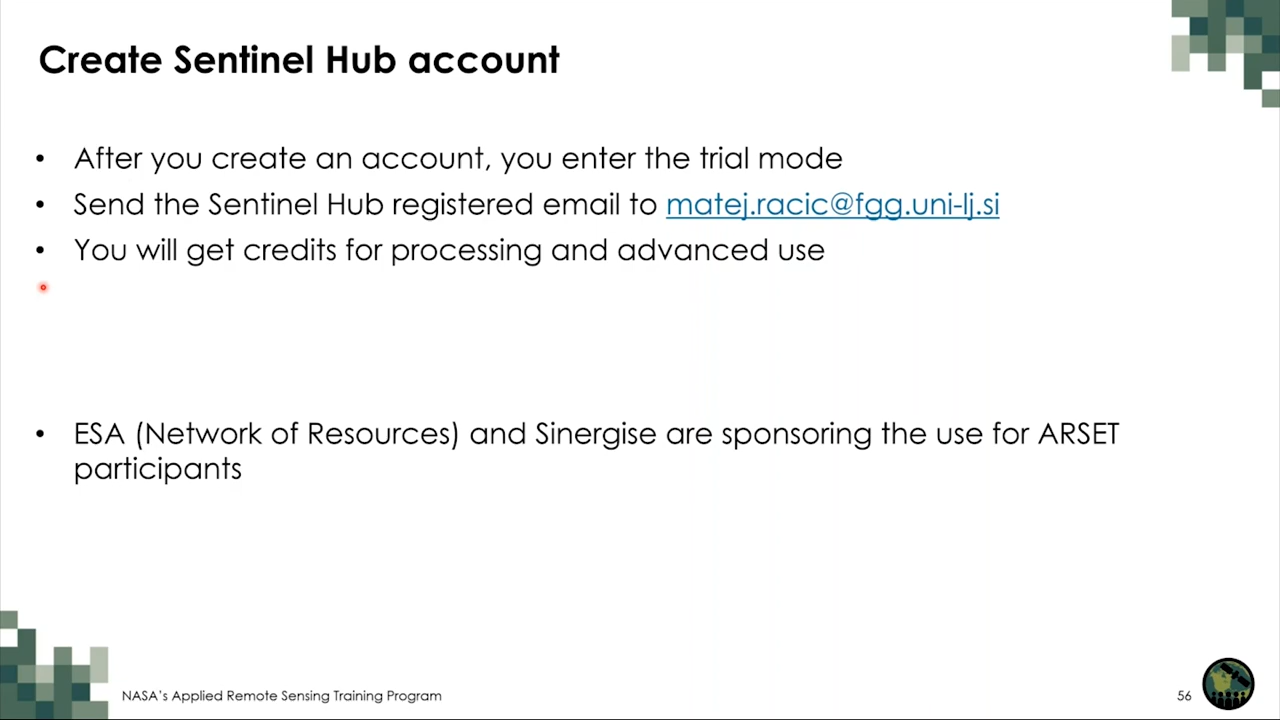 Create Sentinel Hub account
• After you create an account, you enter the trial mode
• Send the Sentinel Hub registered email to matej.racic@fgg.uni-lj.si
• You will get credits for processing and advanced use
• ESA (Network of Resources) and Sinergise are sponsoring the use for ARSET
participants
NASA's Applied Remote Sensing Training Program
56